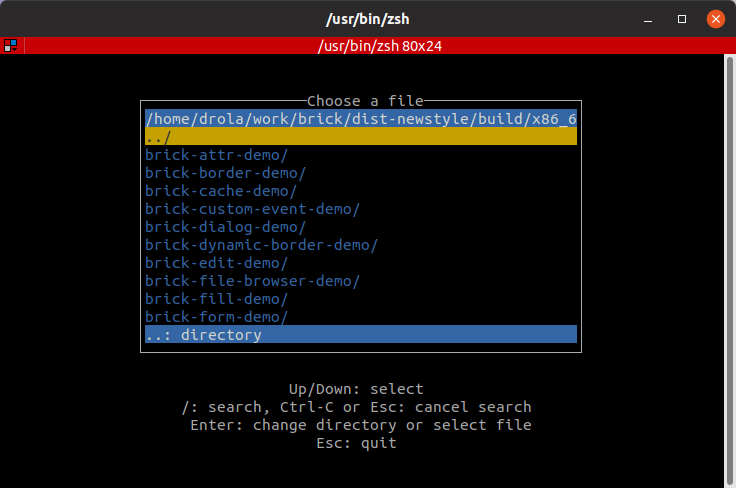 /usr/bin/zsh
/usr/bin/zsh 80x24
Choose a file
/home/drola/work/brick/dist-newstyle/build/x86_6
../
brick-attr-demo/
brick-border-demo/
brick-cache-demo/
brick-custom-event-demo/
brick-dialog-demo/
brick-dynamic-border-demo/
brick-edit-demo/
brick-file-browser-demo/
brick-fill-demo/
brick-form-demo/
..: directory
Up/Down: select
/: search, Ctrl-C or Esc: cancel search
Enter: change directory or select file
Esc: quit